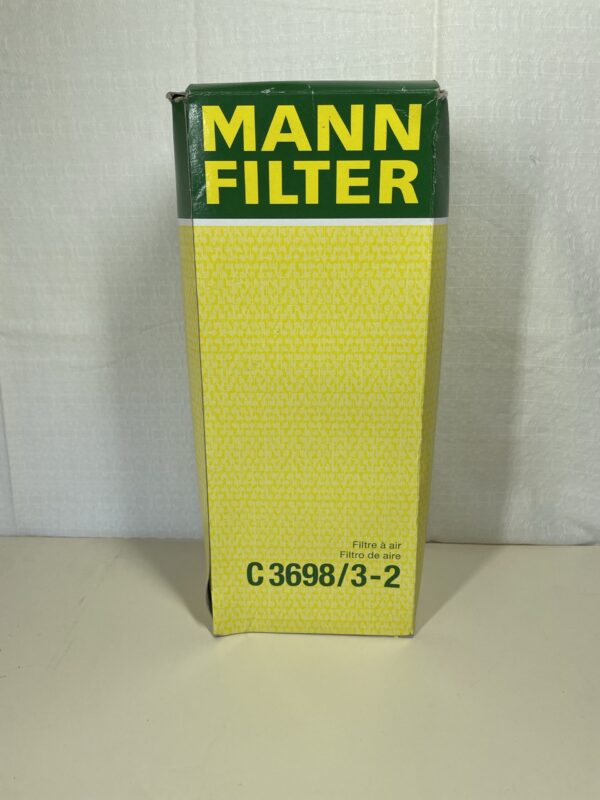 MANN
FILTER
Filtre à air
Filtro de aire
C 3698/3-2